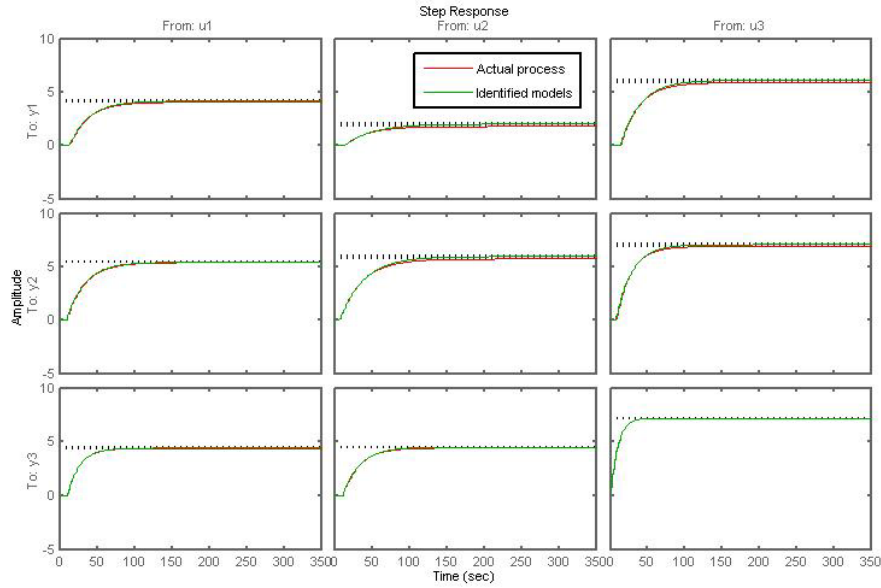 Step Response
From: u1
From: u2
From: u3
Actual process
Identified models
10
5
0
-5
To: y1
10
5
0
-5
To: y2
Amplitude
10
5
0
-5
To: y3
0 50 100 150 200 250 300 350
50 100 150 200 250 300 350
0 50 100 150 200 250 300 350
Time (sec)